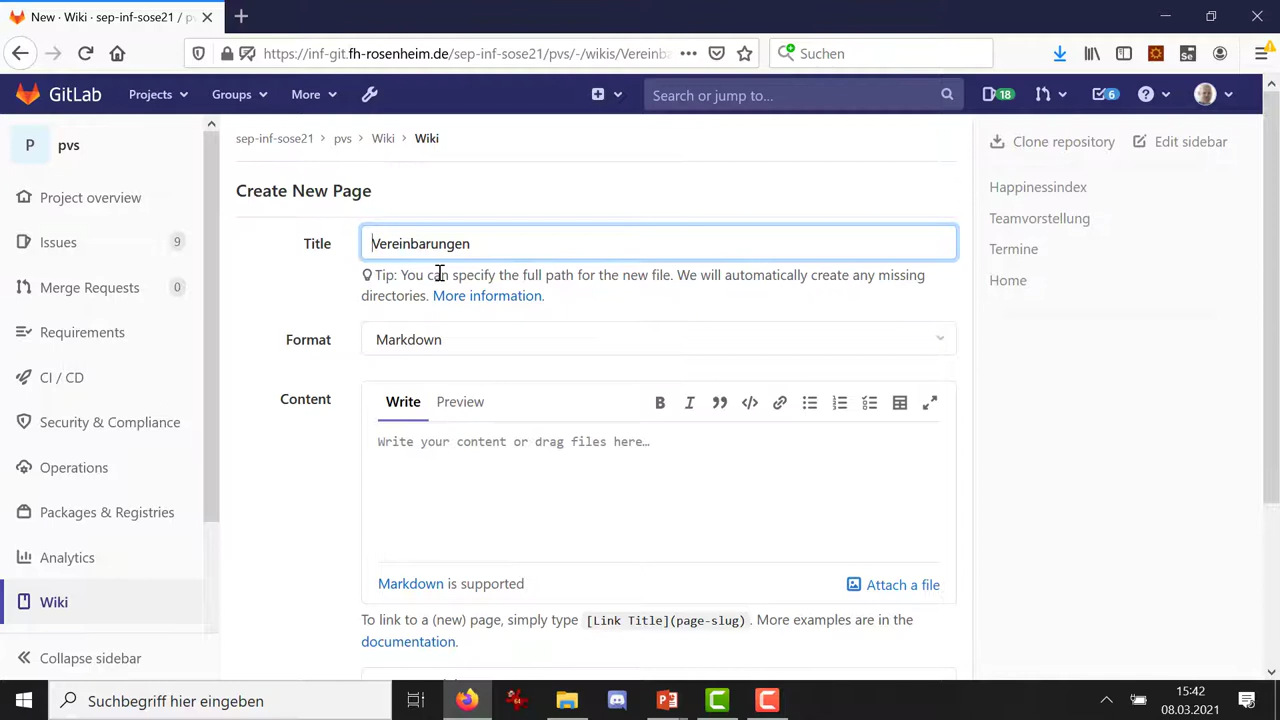 New · Wiki · sep-inf-sose21 / pv
https://inf-git.fh-rosenheim.de/sep-inf-sose21/pvs/-/wikis/Vereinba
Suchen
GitLab
Projects
Groups
More
Search or jump to...
18
6
P
pvs
Project overview
Issues
9
Merge Requests
0
Requirements
CI / CD
Security & Compliance
Operations
Packages & Registries
Analytics
Wiki
Collapse sidebar
sep-inf-sose21 > pvs > Wiki > Wiki
Create New Page
Title
Vereinbarungen
Tip: You can specify the full path for the new file. We will automatically create any missing
directories. More information.
Format
Markdown
Content
Write
Preview
Write your content or drag files here…
Markdown is supported
Attach a file
To link to a (new) page, simply type [Link Title](page-slug). More examples are in the
documentation.
Clone repository
Edit sidebar
Happinessindex
Teamvorstellung
Termine
Home
Suchbegriff hier eingeben
15:42
08.03.2021